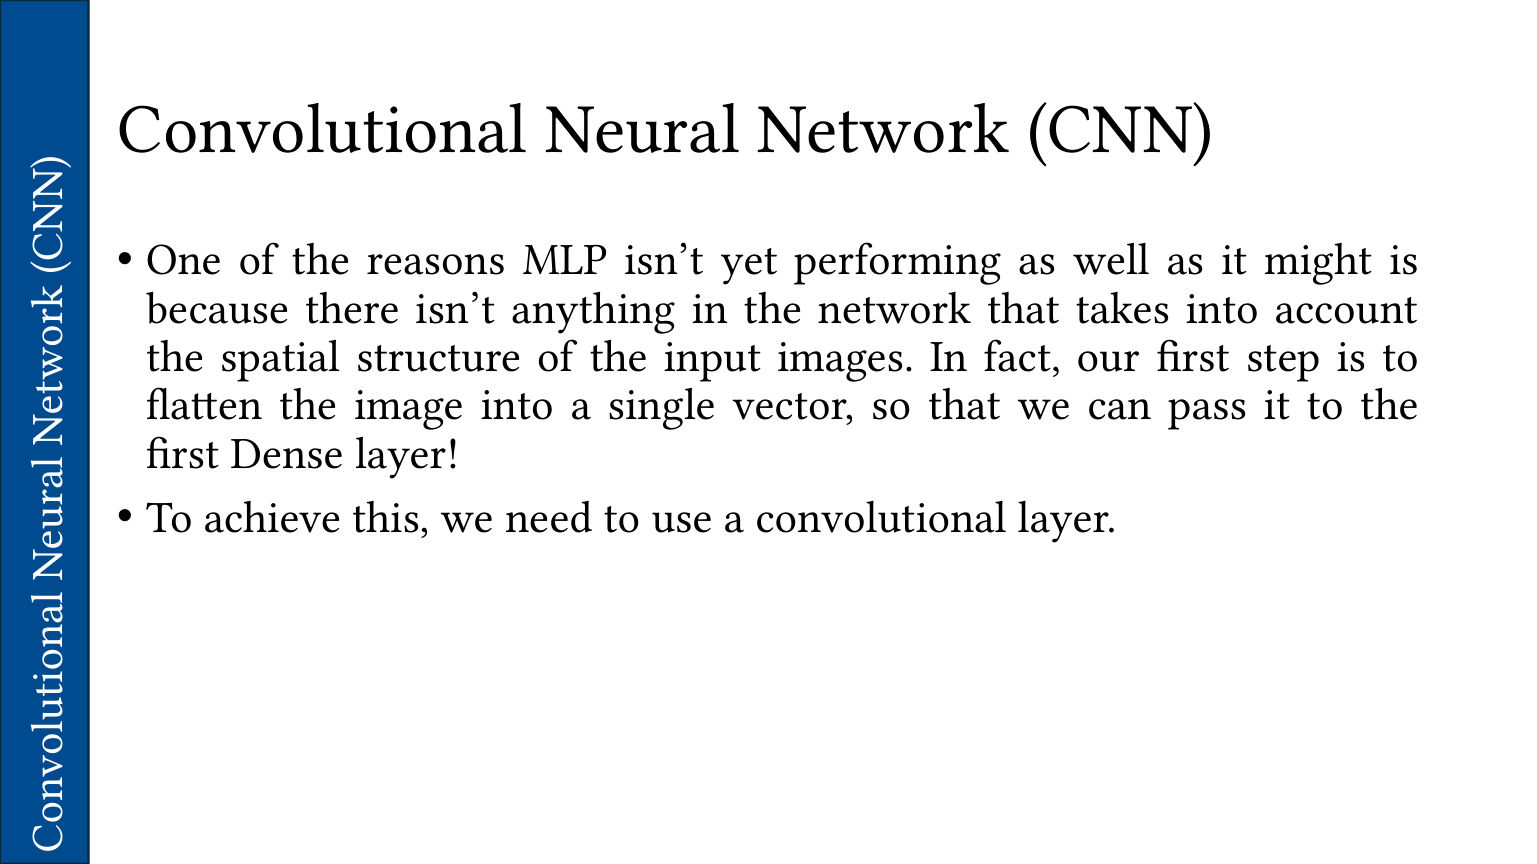 Convolutional Neural Network (CNN)
Convolutional Neural Network (CNN)
• One of the reasons MLP isn’t yet performing as well as it might is
because there isn’t anything in the network that takes into account
the spatial structure of the input images. In fact, our first step is to
flatten the image into a single vector, so that we can pass it to the
first Dense layer!
• To achieve this, we need to use a convolutional layer.